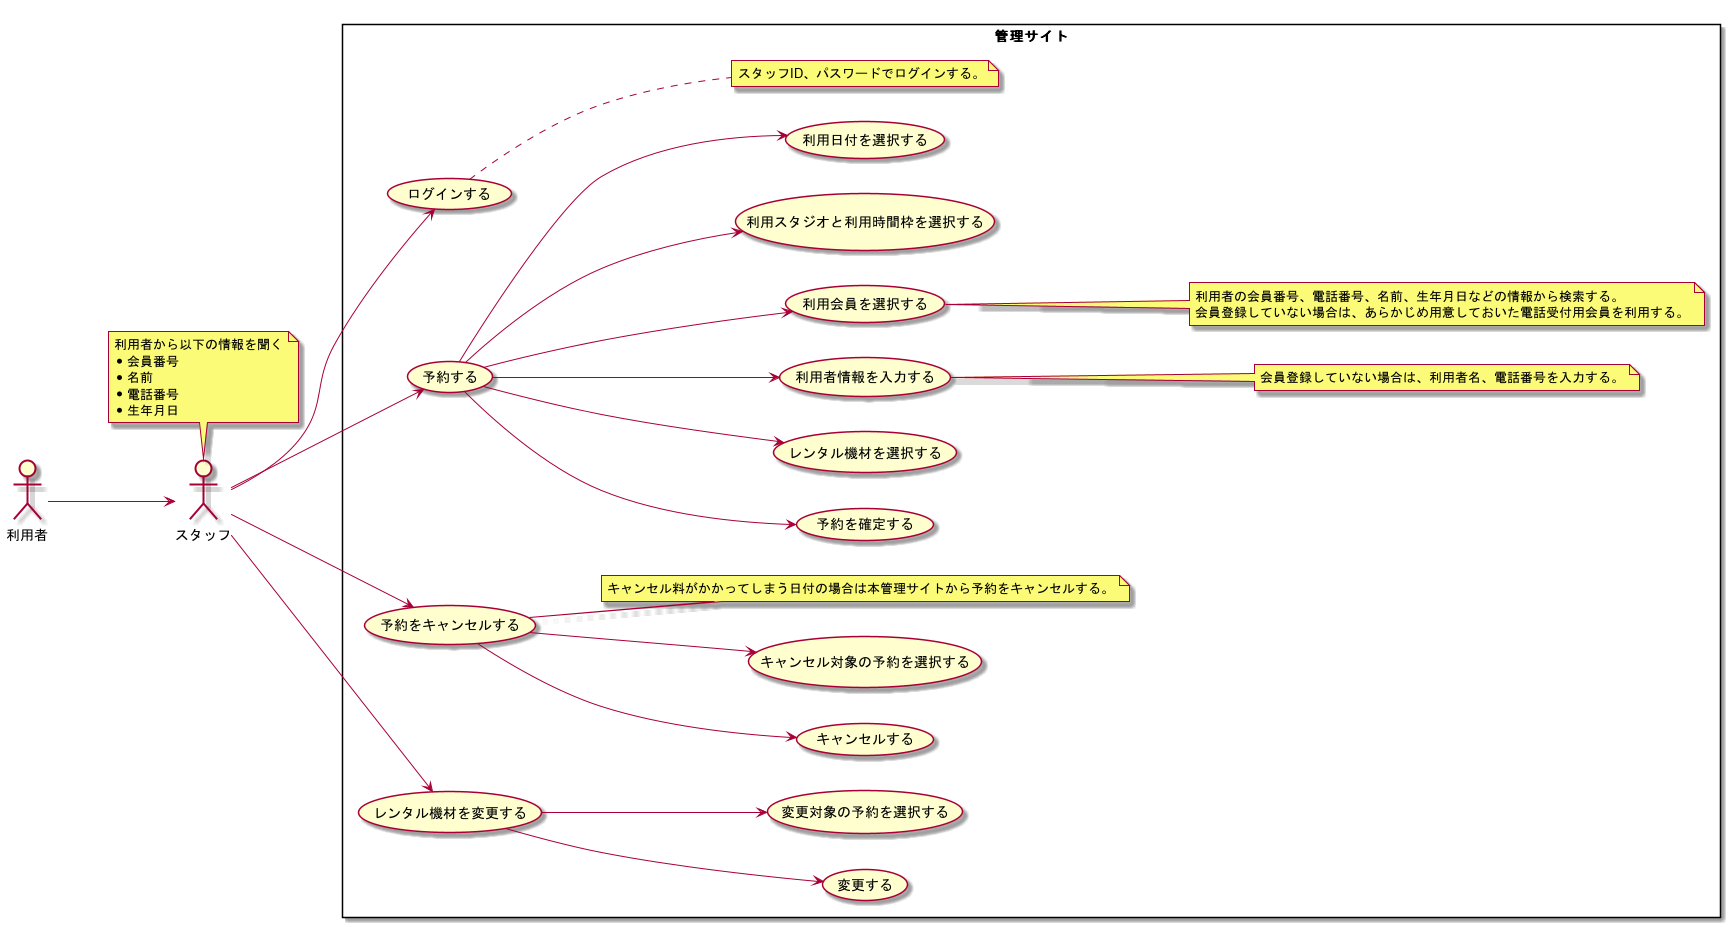 管理サイト
スタッフID、パスワードでログインする。
利用日付を選択する
ログインする
利用スタジオと利用時間枠を選択する
利用会員を選択する
利用者の会員番号、電話番号、名前、生年月日などの情報から検索する。
会員登録していない場合は、あらかじめ用意しておいた電話受付用会員を利用する。
利用者から以下の情報を聞く
• 会員番号
• 名前
• 電話番号
• 生年月日
予約する
利用者情報を入力する
会員登録していない場合は、利用者名、電話番号を入力する。
レンタル機材を選択する
予約を確定する
利用者
スタッフ
キャンセル料がかかってしまう日付の場合は本管理サイトから予約をキャンセルする。
予約をキャンセルする
キャンセル対象の予約を選択する
キャンセルする
レンタル機材を変更する
変更対象の予約を選択する
変更する